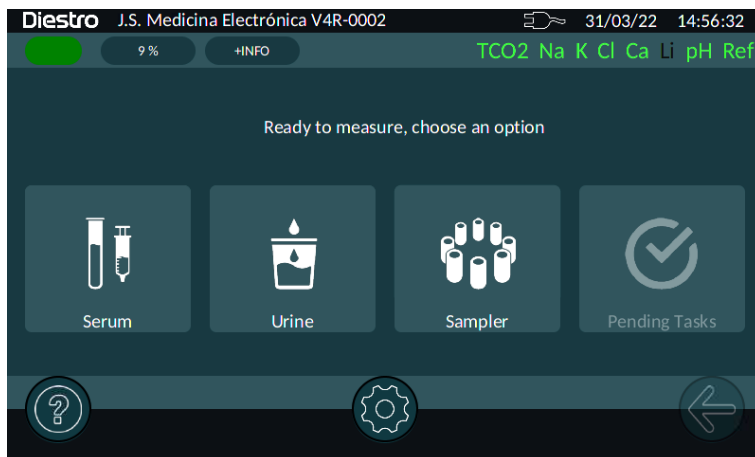 Diestro J.S. Medicina Electrónica V4R-0002 31/03/22 14:56:32
9 % +INFO TCO2 Na K Cl Ca Li pH Ref
Ready to measure, choose an option
Serum Urine Sampler Pending Tasks
?